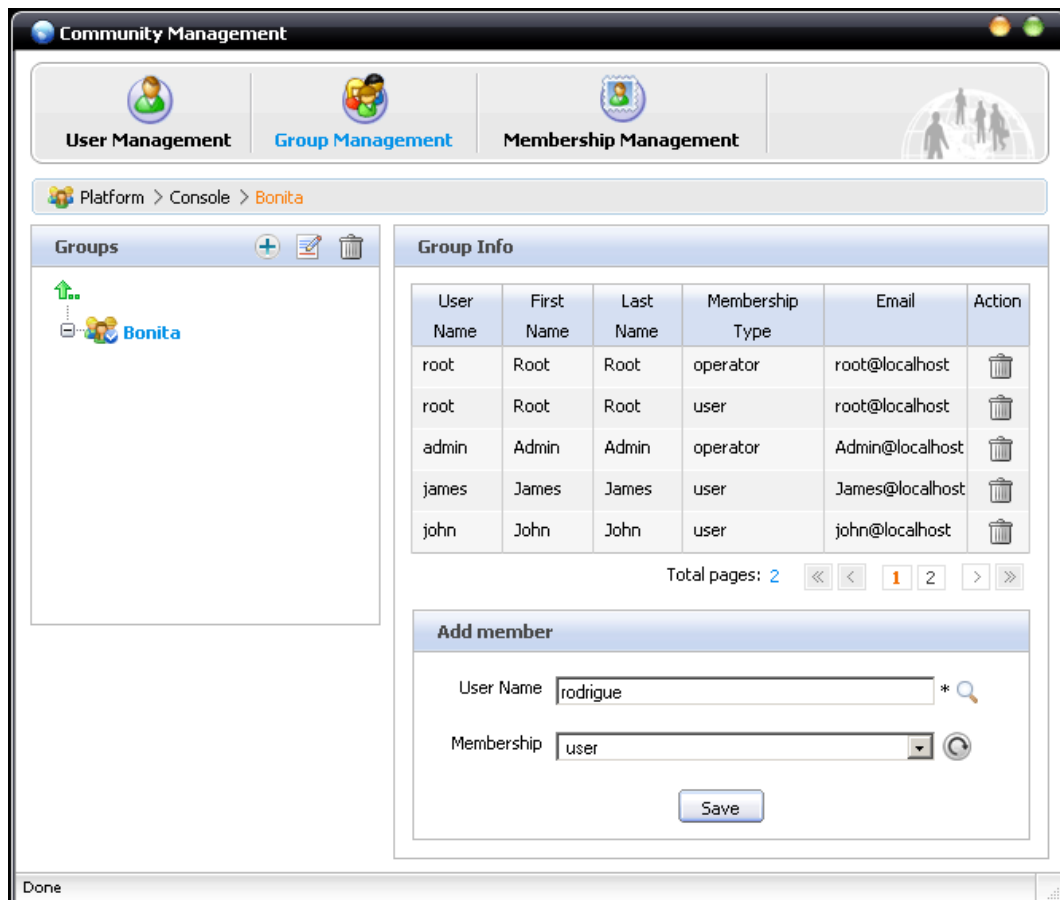 Community Management
User Management Group Management Membership Management
Platform > Console > Bonita
Groups
Bonita
Group Info
User Name First Name Last Name Membership Type Email Action
root Root Root operator root@localhost
root Root Root user root@localhost
admin Admin Admin operator Admin@localhost
james James James user James@localhost
john John John user john@localhost
Total pages: 2 « < 1 2 > »
Add member
User Name rodrigue *
Membership user
Save
Done